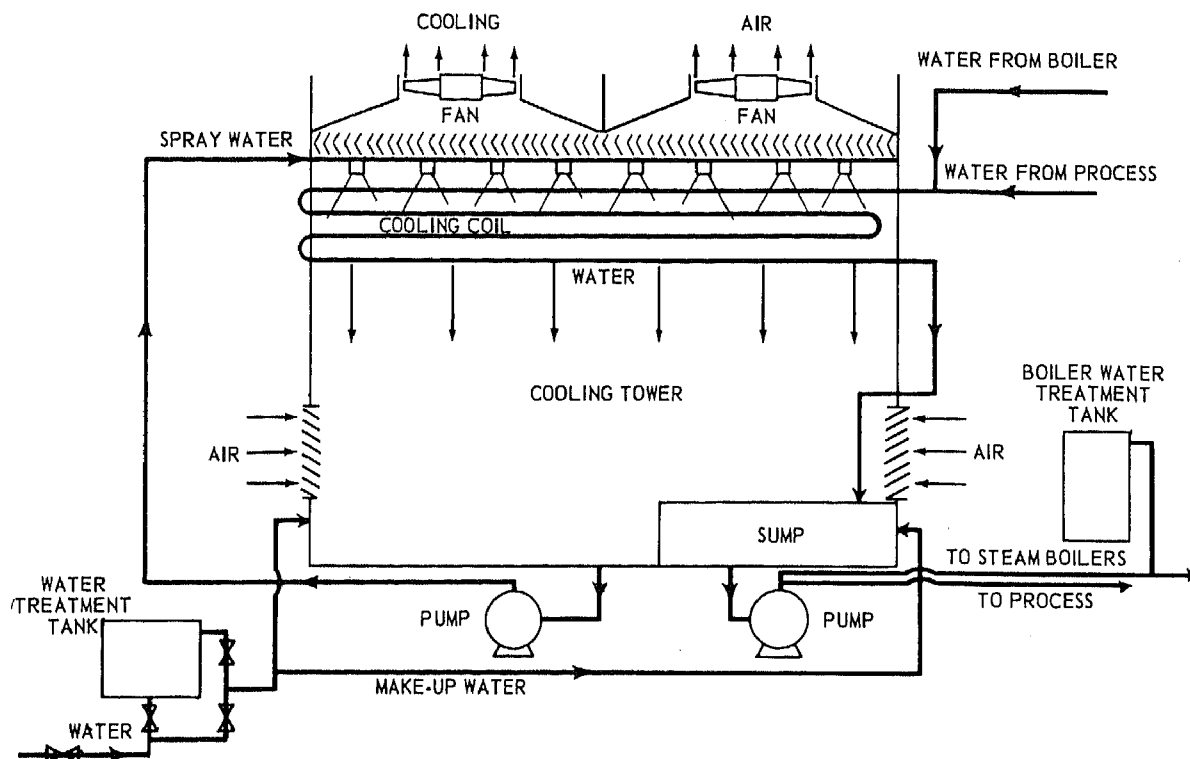 COOLING
AIR
WATER FROM BOILER
FAN
FAN
SPRAY WATER
WATER FROM PROCESS
COOLING COIL
WATER
COOLING TOWER
BOILER WATER
TREATMENT
TANK
AIR
AIR
SUMP
TO STEAM BOILERS
WATER
TREATMENT
TANK
PUMP
PUMP
TO PROCESS
MAKE-UP WATER
WATER